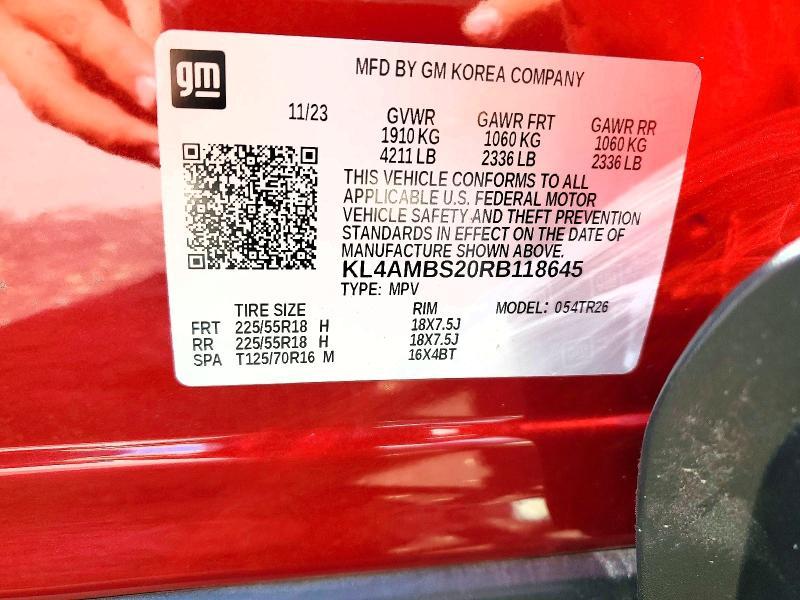 gm
MFD BY GM KOREA COMPANY
11/23 GVWR GAWR FRT GAWR RR
1910 KG 1060 KG 1060 KG
4211 LB 2336 LB 2336 LB
THIS VEHICLE CONFORMS TO ALL
APPLICABLE U.S. FEDERAL MOTOR
VEHICLE SAFETY AND THEFT PREVENTION
STANDARDS IN EFFECT ON THE DATE OF
MANUFACTURE SHOWN ABOVE.
KL4AMBS20RB118645
TYPE: MPV
TIRE SIZE RIM MODEL: 054TR26
FRT 225/55R18 H 18X7.5J
RR 225/55R18 H 18X7.5J
SPA T125/70R16 M 16X4BT